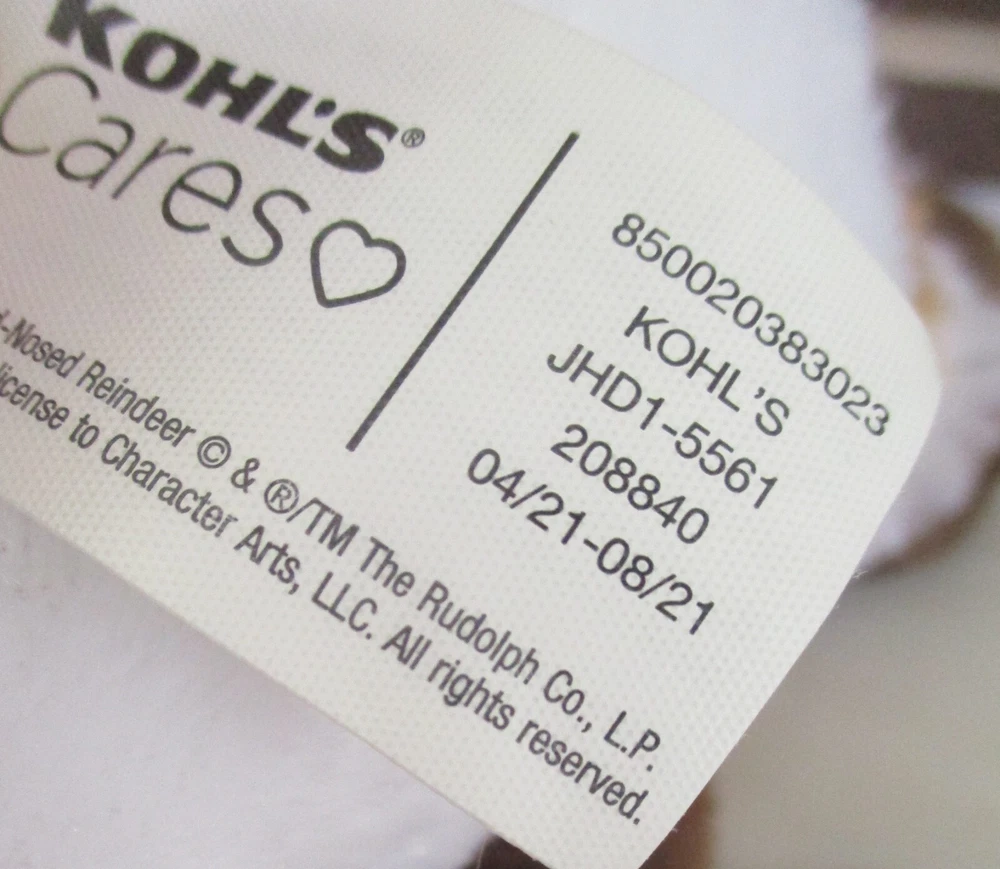 KOHL'S®
Cares
850020383023
KOHL'S
JHD1-5561
208840
04/21-08/21
-Nosed Reindeer © & ®/TM The Rudolph Co., L.P.
license to Character Arts, LLC. All rights reserved.